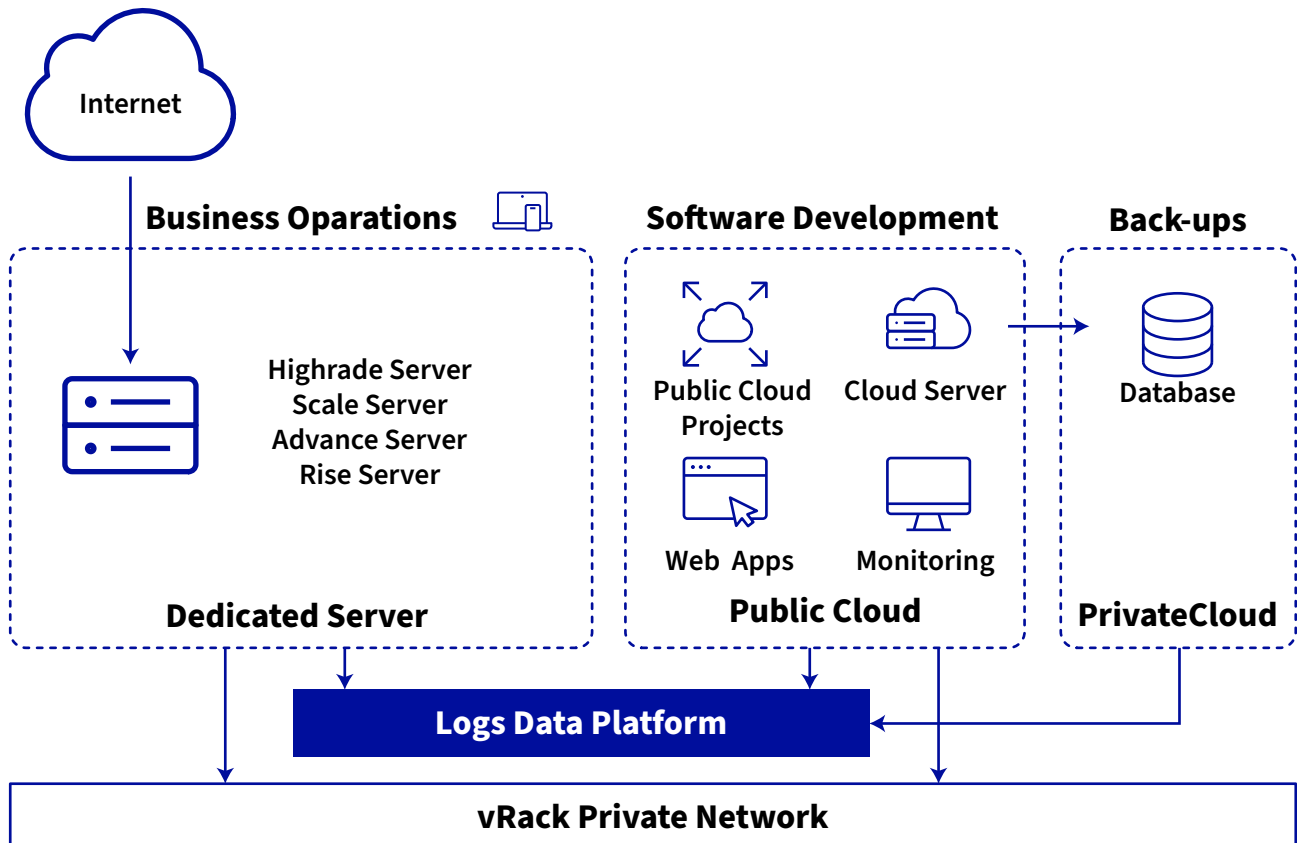 Internet
Business Oparations
Software Development
Back-ups
Highrade Server
Scale Server
Advance Server
Rise Server
Dedicated Server
Public Cloud
Projects
Cloud Server
Web Apps
Monitoring
Public Cloud
Database
PrivateCloud
Logs Data Platform
vRack Private Network